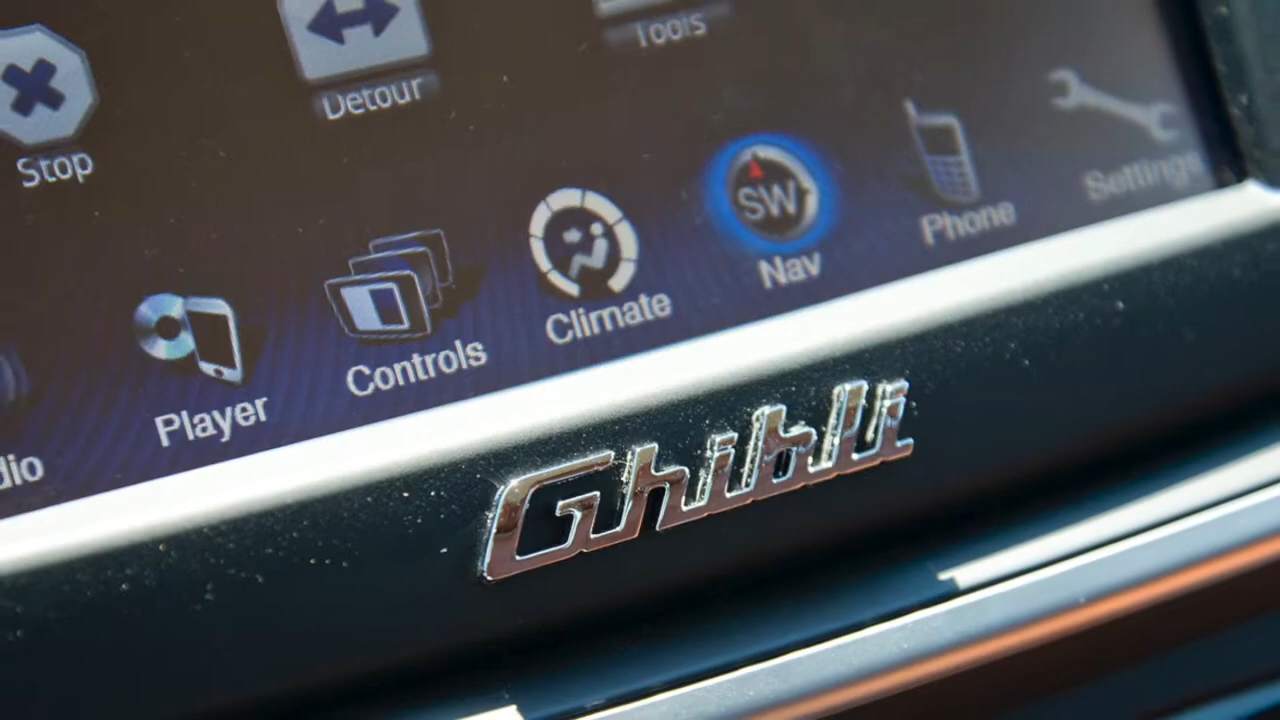 Tools
Detour
Stop
SW
Settings
Phone
Nav
Climate
Controls
Player
dio
Ghibli